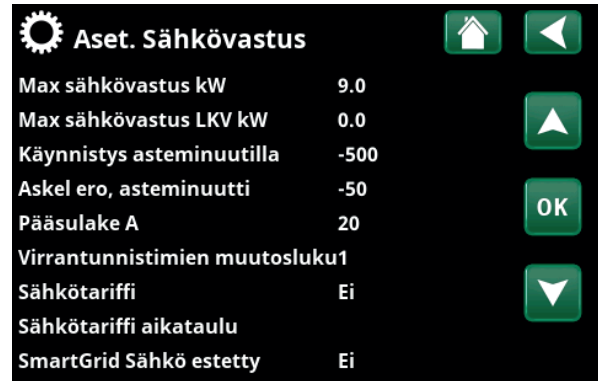 Aset. Sähkövastus
Max sähkövastus kW 9.0
Max sähkövastus LKV kW 0.0
Käynnistys asteminuutilla -500
Askel ero, asteminuutti -50
Pääsulake A 20
OK
Virrantunnistimien muutosluku1
Sähkötariffi Ei
Sähkötariffi aikataulu
SmartGrid Sähkö estetty Ei